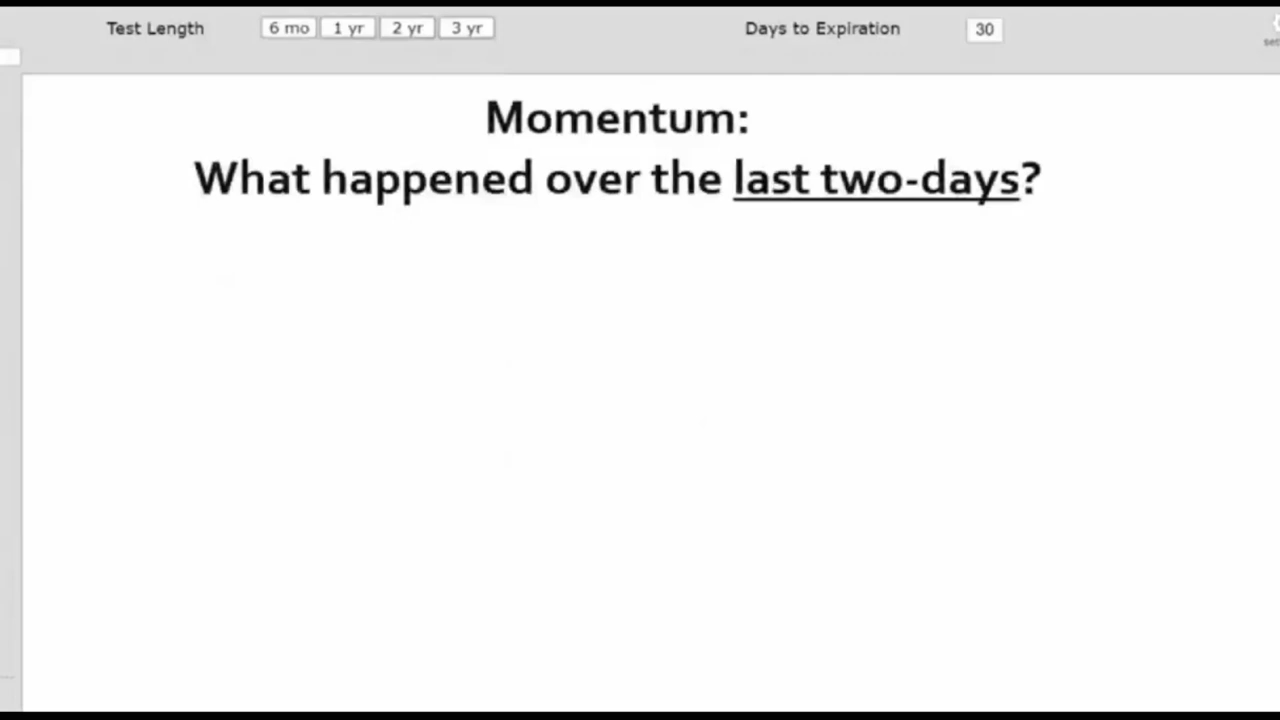 Test Length 6 mo 1 yr 2 yr 3 yr Days to Expiration 30
Momentum:
What happened over the last two-days?